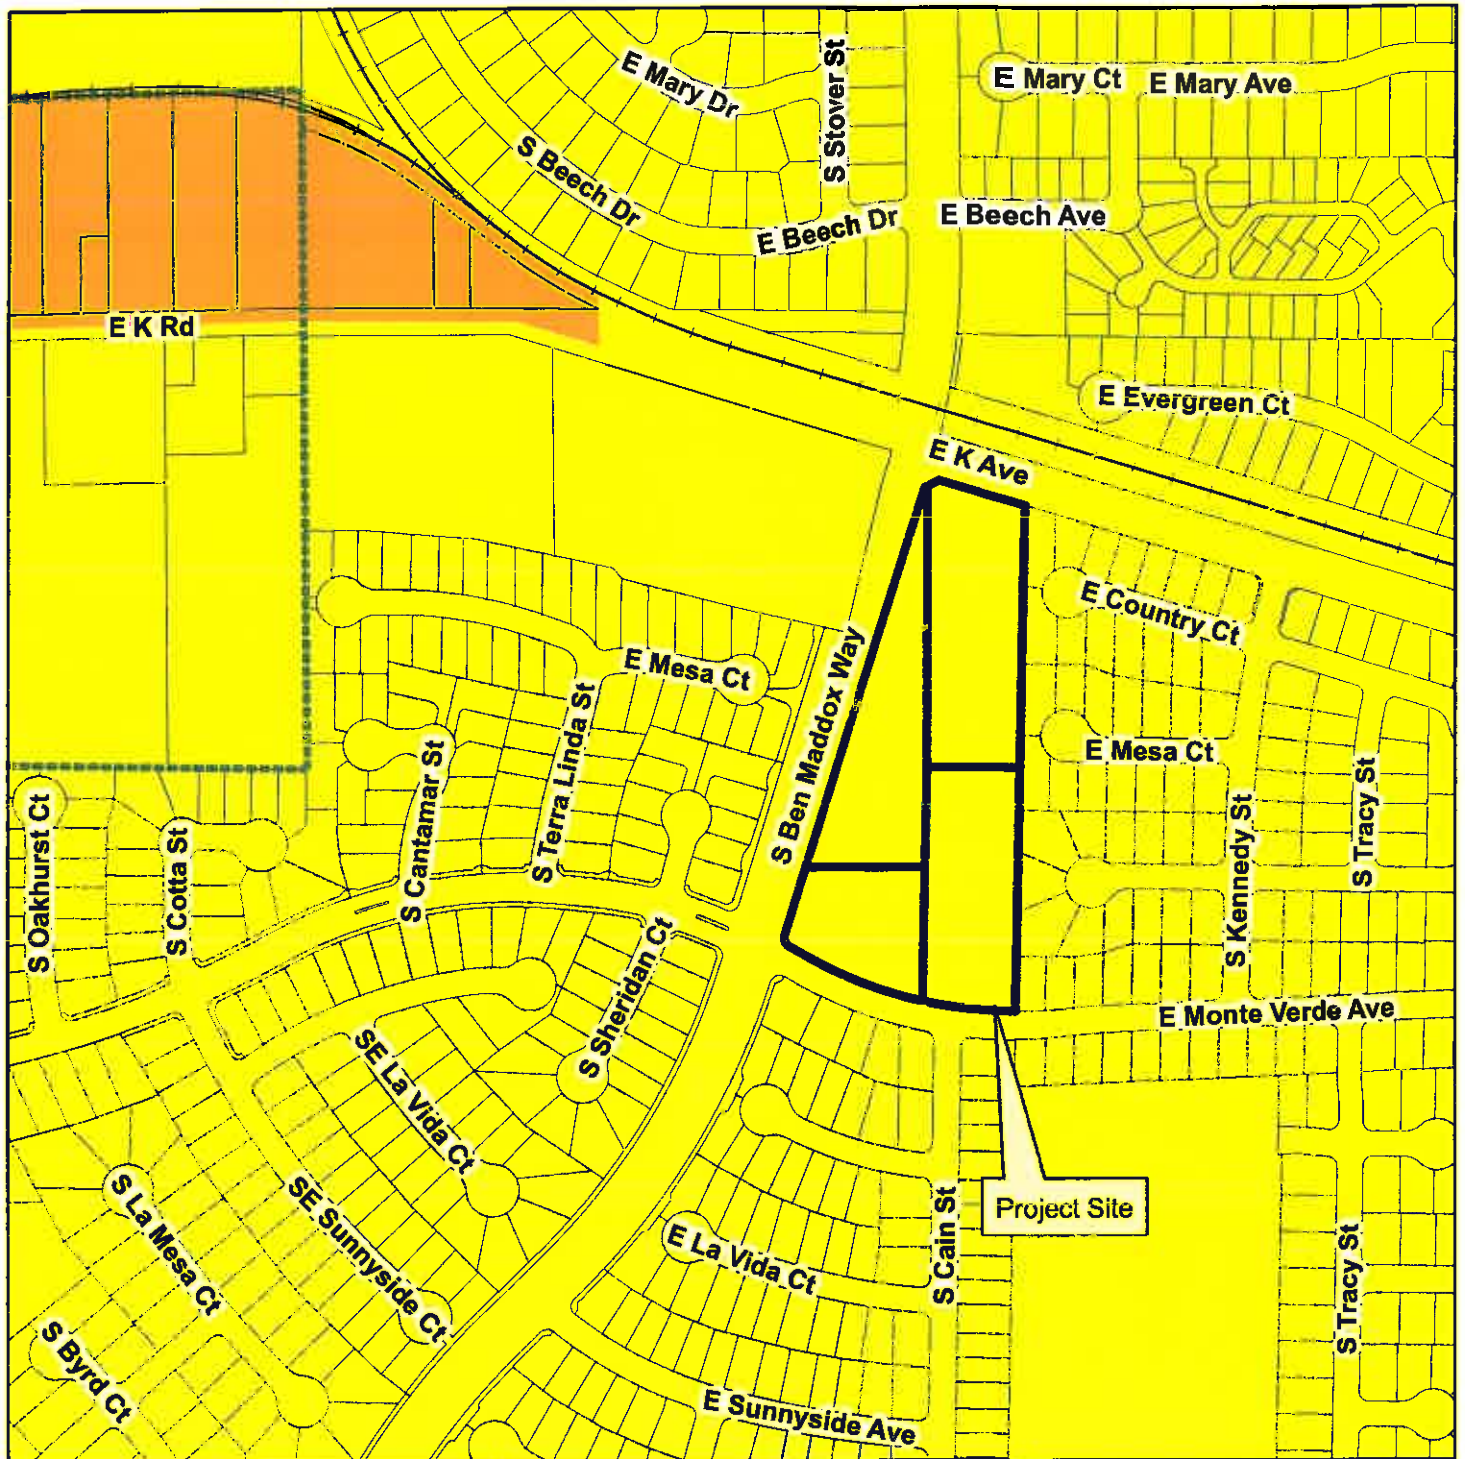 E Mary Dr
S Stover St
E Mary Ct
E Mary Ave
S Beech Dr
E Beech Dr
E Beech Ave
E K Rd
E Evergreen Ct
E K Ave
E Country Ct
E Mesa Ct
S Ben Maddox Way
S Terra Linda St
S Cantamar St
E Mesa Ct
S Kennedy St
S Tracy St
S Oakhurst Ct
S Cotta St
S Sheridan Ct
E Monte Verde Ave
SE La Vida Ct
S La Mesa Ct
SE Sunnyside Ct
Project Site
E La Vida Ct
S Cain St
S Tracy St
S Byrd Ct
E Sunnyside Ave